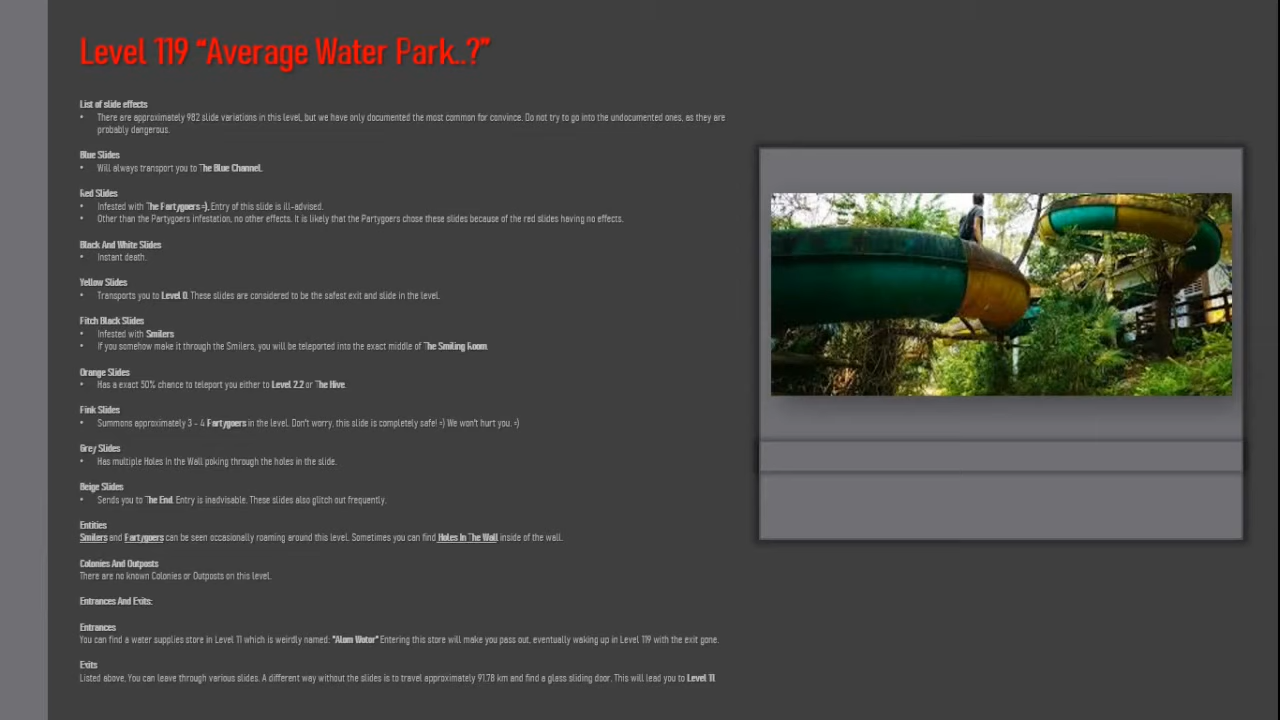 Level 119 “Average Water Park..?”
List of slide effects
• There are approximately 982 slide variations in this level, but we have only documented the most common for convince. Do not try to go into the undocumented ones, as they are
probably dangerous.
Blue Slides
• Will always transport you to The Blue Channel.
Red Slides
• Infested with The Partygoers =). Entry of this slide is ill-advised.
• Other than the Partygoers infestation, no other effects. It is likely that the Partygoers chose these slides because of the red slides having no effects.
Black And White Slides
• Instant death.
Yellow Slides
• Transports you to Level 0. These slides are considered to be the safest exit and slide in the level.
Pitch Black Slides
• Infested with Smilers
• If you somehow make it through the Smilers, you will be teleported into the exact middle of The Smiling Room.
Orange Slides
• Has a exact 50% chance to teleport you either to Level 2.2 or The Hive.
Pink Slides
• Summons approximately 3 - 4 Partygoers in the level. Don't worry, this slide is completely safe! =) We won't hurt you. =)
Grey Slides
• Has multiple Holes In the Wall poking through the holes in the slide.
Beige Slides
• Sends you to The End. Entry is inadvisable. These slides also glitch out frequently.
Entities
Smilers and Partygoers can be seen occasionally roaming around this level. Sometimes you can find Holes In The Wall inside of the wall.
Colonies And Outposts
There are no known Colonies or Outposts on this level.
Entrances And Exits:
Entrances
You can find a water supplies store in Level 11 which is weirdly named: "Alom Wator" Entering this store will make you pass out, eventually waking up in Level 119 with the exit gone.
Exits
Listed above, You can leave through various slides. A different way without the slides is to travel approximately 91.78 km and find a glass sliding door. This will lead you to Level 11